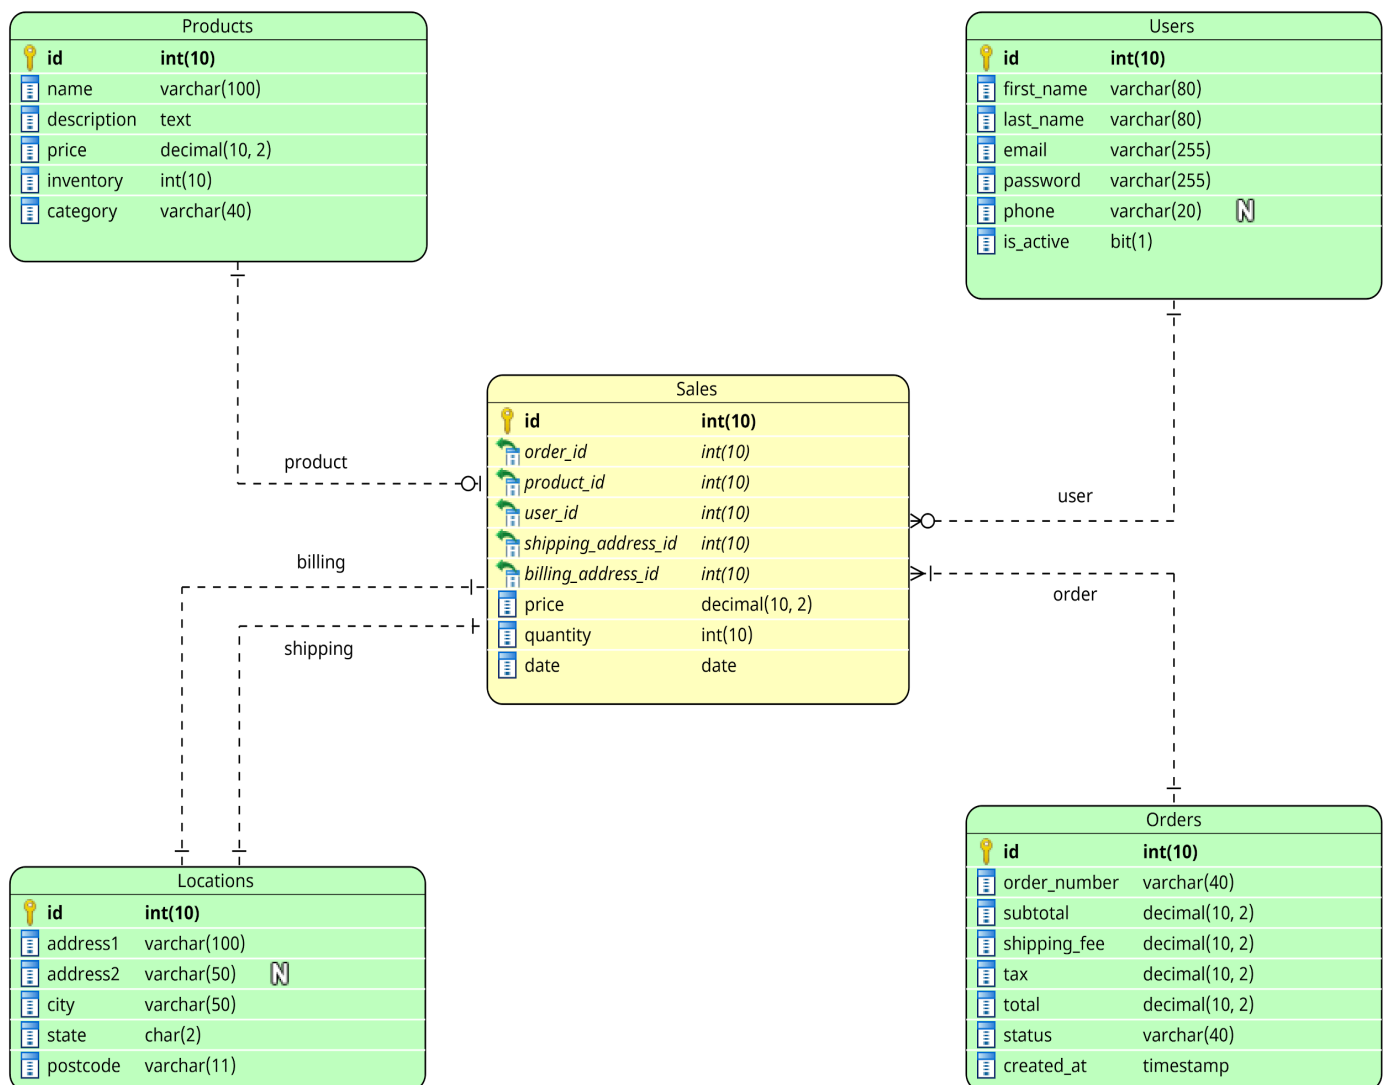 Products
id int(10)
name varchar(100)
description text
price decimal(10, 2)
inventory int(10)
category varchar(40)
Users
id int(10)
first_name varchar(80)
last_name varchar(80)
email varchar(255)
password varchar(255)
phone varchar(20) N
is_active bit(1)
product
billing
shipping
Sales
id int(10)
order_id int(10)
product_id int(10)
user_id int(10)
shipping_address_id int(10)
billing_address_id int(10)
price decimal(10, 2)
quantity int(10)
date date
user
order
Locations
id int(10)
address1 varchar(100)
address2 varchar(50) N
city varchar(50)
state char(2)
postcode varchar(11)
Orders
id int(10)
order_number varchar(40)
subtotal decimal(10, 2)
shipping_fee decimal(10, 2)
tax decimal(10, 2)
total decimal(10, 2)
status varchar(40)
created_at timestamp